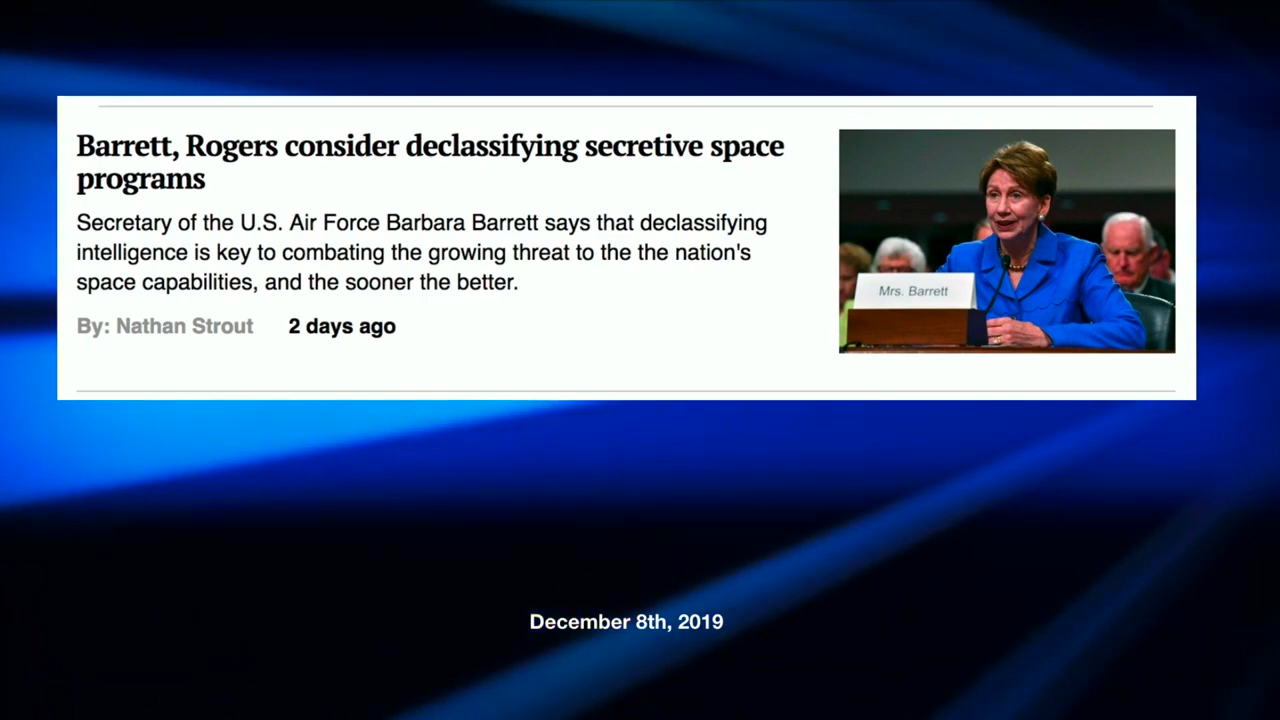 Barrett, Rogers consider declassifying secretive space
programs
Secretary of the U.S. Air Force Barbara Barrett says that declassifying
intelligence is key to combating the growing threat to the the nation's
space capabilities, and the sooner the better.
By: Nathan Strout 2 days ago
Mrs. Barrett
December 8th, 2019